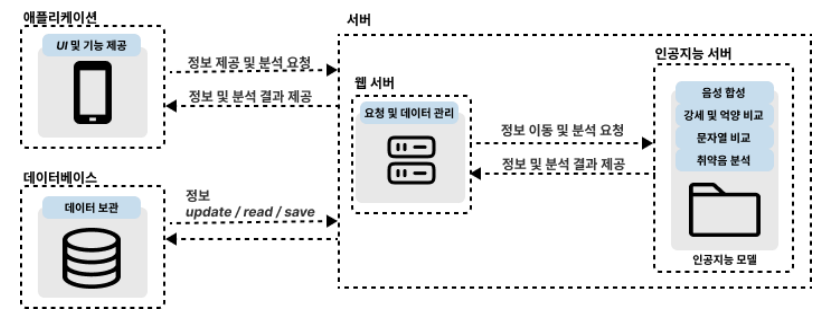 애플리케이션
UI 및 기능 제공
정보 제공 및 분석 요청
정보 및 분석 결과 제공
데이터베이스
데이터 보관
정보
update / read / save
서버
웹 서버
요청 및 데이터 관리
정보 이동 및 분석 요청
정보 및 분석 결과 제공
인공지능 서버
음성 합성
강세 및 억양 비교
문자열 비교
취약음 분석
인공지능 모델